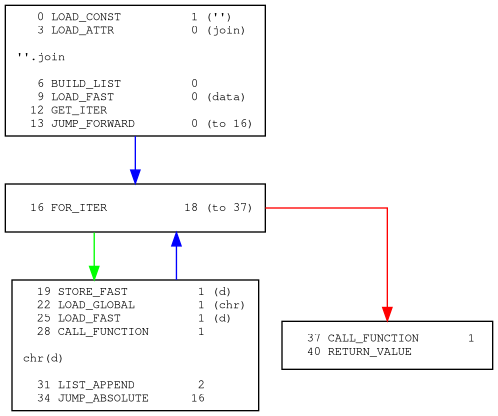 0 LOAD_CONST 1 ('')
3 LOAD_ATTR 0 (join)
''.join
6 BUILD_LIST 0
9 LOAD_FAST 0 (data)
12 GET_ITER
13 JUMP_FORWARD 0 (to 16)
16 FOR_ITER 18 (to 37)
19 STORE_FAST 1 (d)
22 LOAD_GLOBAL 1 (chr)
25 LOAD_FAST 1 (d)
28 CALL_FUNCTION 1
chr(d)
31 LIST_APPEND 2
34 JUMP_ABSOLUTE 16
37 CALL_FUNCTION 1
40 RETURN_VALUE